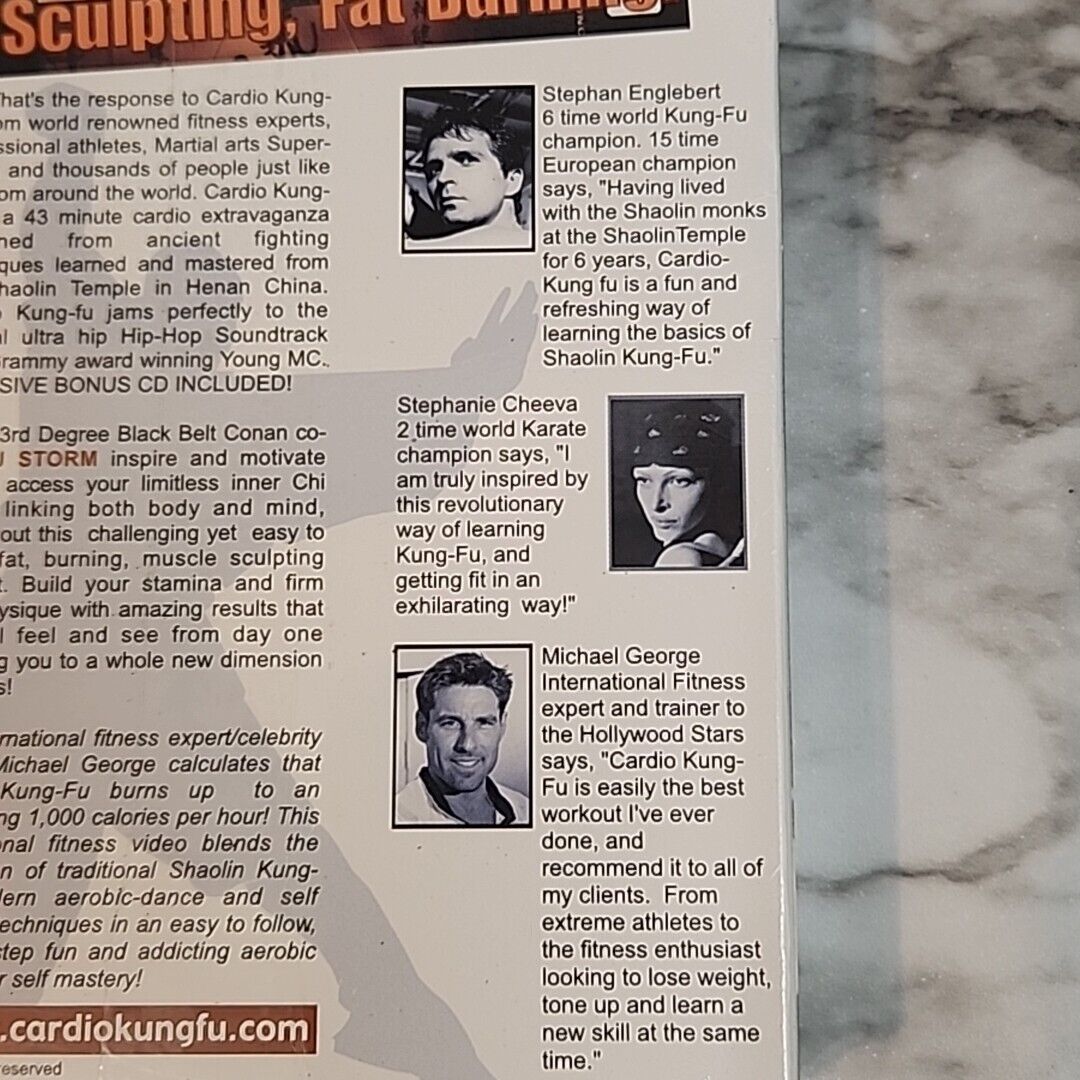 Sculpting, Fat Burning!
hat's the response to Cardio Kung-
om world renowned fitness experts,
ssional athletes, Martial arts Super-
and thousands of people just like
om around the world. Cardio Kung-
a 43 minute cardio extravaganza
ned from ancient fighting
ques learned and mastered from
haolin Temple in Henan China.
Kung-fu jams perfectly to the
l ultra hip Hip-Hop Soundtrack
Grammy award winning Young MC.
SIVE BONUS CD INCLUDED!
3rd Degree Black Belt Conan co-
U STORM inspire and motivate
access your limitless inner Chi
linking both body and mind,
out this challenging yet easy to
fat, burning, muscle sculpting
t. Build your stamina and firm
ysique with amazing results that
l feel and see from day one
g you to a whole new dimension
s!
rnational fitness expert/celebrity
Michael George calculates that
Kung-Fu burns up to an
ng 1,000 calories per hour! This
onal fitness video blends the
n of traditional Shaolin Kung-
dern aerobic-dance and self
echniques in an easy to follow,
step fun and addicting aerobic
r self mastery!
.cardiokungfu.com
reserved
Stephan Englebert
6 time world Kung-Fu
champion. 15 time
European champion
says, "Having lived
with the Shaolin monks
at the ShaolinTemple
for 6 years, Cardio-
Kung fu is a fun and
refreshing way of
learning the basics of
Shaolin Kung-Fu."
Stephanie Cheeva
2 time world Karate
champion says, "I
am truly inspired by
this revolutionary
way of learning
Kung-Fu, and
getting fit in an
exhilarating way!"
Michael George
International Fitness
expert and trainer to
the Hollywood Stars
says, "Cardio Kung-
Fu is easily the best
workout I've ever
done, and
recommend it to all of
my clients. From
extreme athletes to
the fitness enthusiast
looking to lose weight,
tone up and learn a
new skill at the same
time."